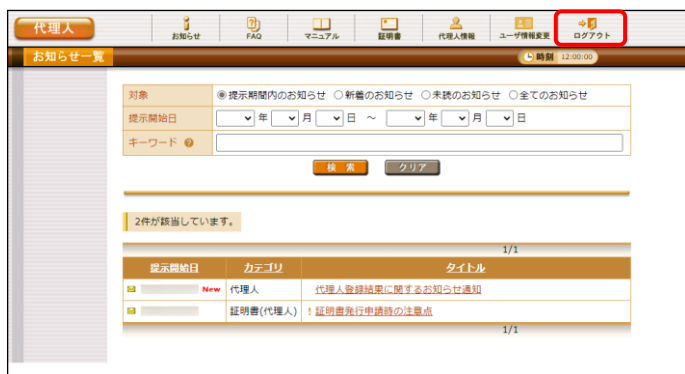 代理人
お知らせ
FAQ
マニュアル
証明書
代理人情報
ユーザ情報変更
ログアウト
お知らせ一覧
時刻 12:00:00
対象 提示期間内のお知らせ 新着のお知らせ 未読のお知らせ 全てのお知らせ
提示開始日 年 月 日 ~ 年 月 日
キーワード ?
検 索 クリア
2件が該当しています。
1/1
提示開始日 カテゴリ タイトル
New 代理人 代理人登録結果に関するお知らせ通知
証明書(代理人) ! 証明書発行申請時の注意点
1/1